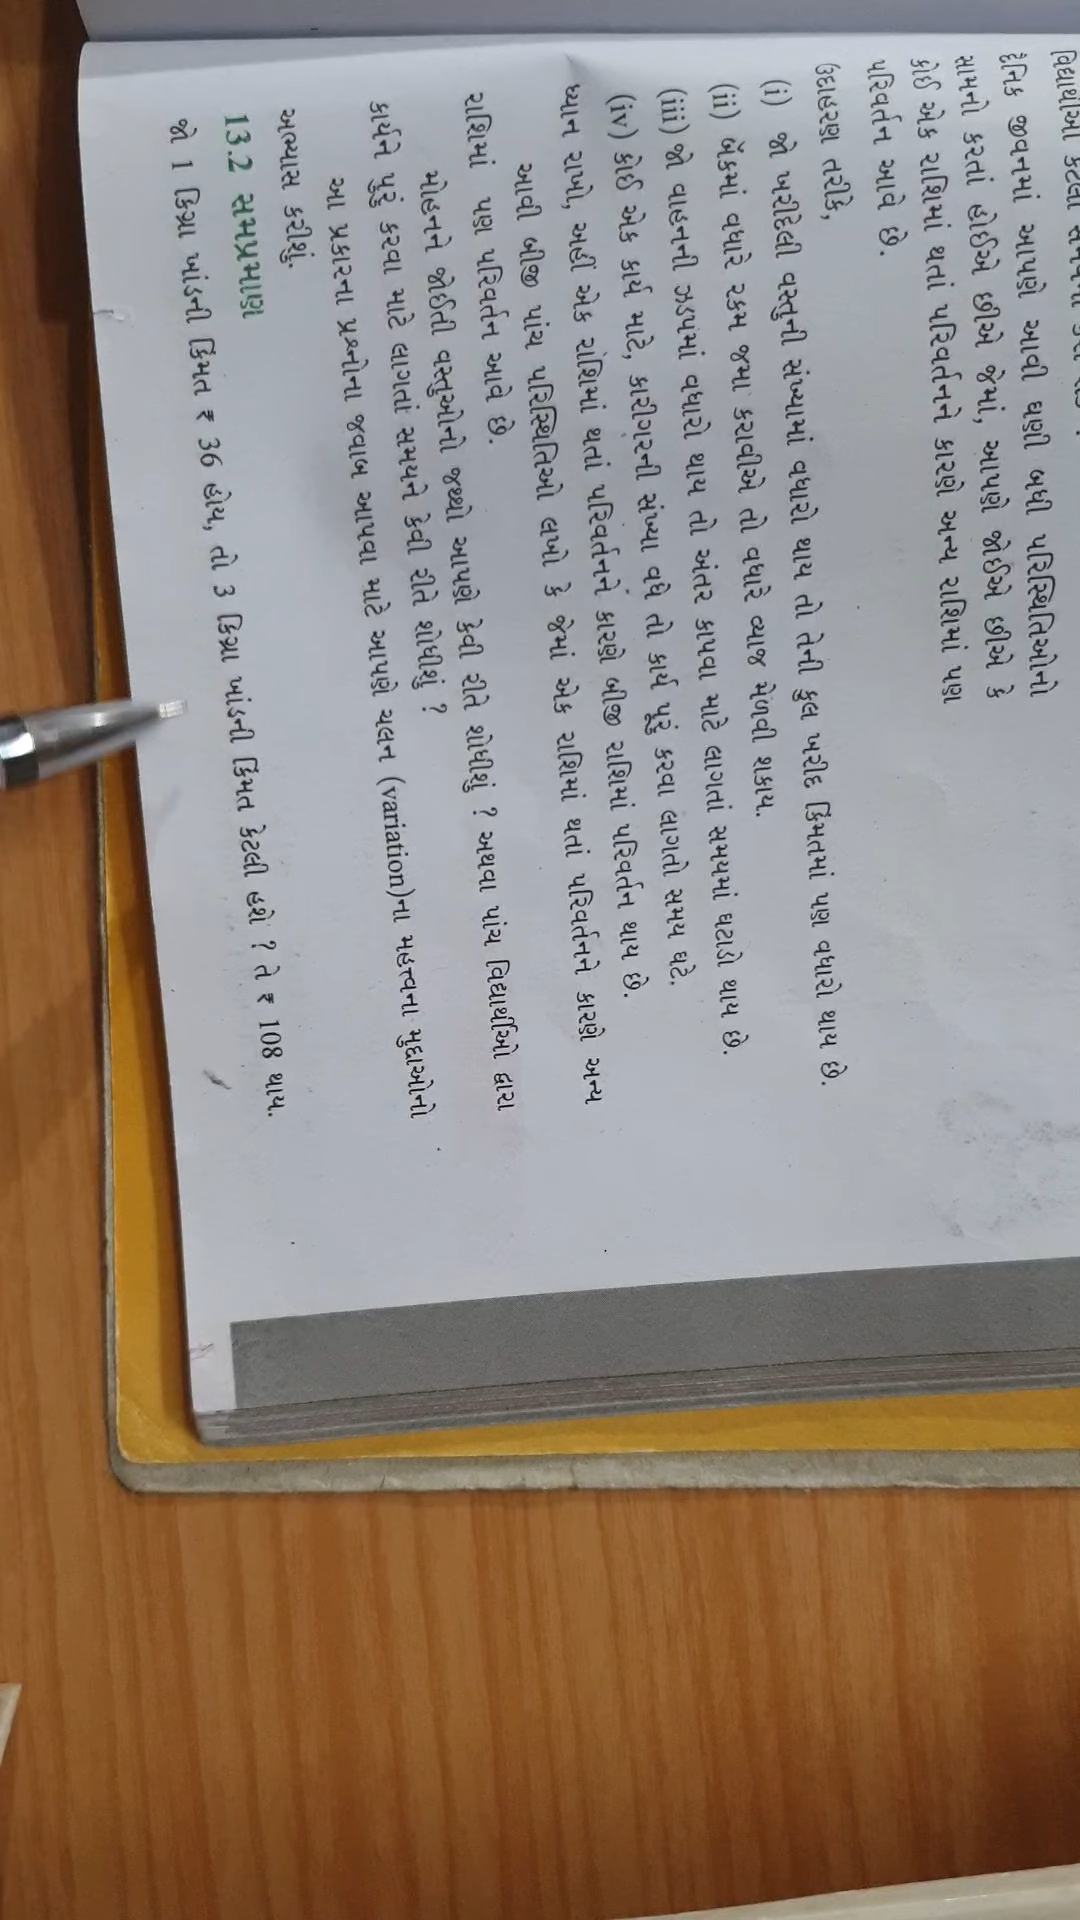 વિદ્યાર્થીઓ કેટલા
દૈનિક જીવનમાં આપણે આવી ઘણી બધી પરિસ્થિતિઓનો
સામનો કરતાં હોઈએ છીએ જેમાં, આપણે જોઈએ છીએ કે
કોઈ એક રાશિમાં થતાં પરિવર્તનને કારણે અન્ય રાશિમાં પણ
પરિવર્તન આવે છે.
ઉદાહરણ તરીકે,
(i) જો ખરીદેલી વસ્તુની સંખ્યામાં વધારો થાય તો તેની કુલ ખરીદ કિંમતમાં પણ વધારો થાય છે.
(ii) બૅંકમાં વધારે રકમ જમા કરાવીએ તો વધારે વ્યાજ મેળવી શકાય.
(iii) જો વાહનની ઝડપમાં વધારો થાય તો અંતર કાપવા માટે લાગતાં સમયમાં ઘટાડો થાય છે.
(iv) કોઈ એક કાર્ય માટે, કારીગરની સંખ્યા વધે તો કાર્ય પૂરું કરવા લાગતો સમય ઘટે.
ધ્યાન રાખો, અહીં એક રાશિમાં થતાં પરિવર્તનને કારણે બીજી રાશિમાં પરિવર્તન થાય છે.
આવી બીજી પાંચ પરિસ્થિતિઓ લખો કે જેમાં એક રાશિમાં થતાં પરિવર્તનને કારણે અન્ય
રાશિમાં પણ પરિવર્તન આવે છે.
મોહનને જોઈતી વસ્તુઓનો જથ્થો આપણે કેવી રીતે શોધીશું ? અથવા પાંચ વિદ્યાર્થીઓ દ્વારા
કાર્યને પૂરું કરવા માટે લાગતાં સમયને કેવી રીતે શોધીશું ?
આ પ્રકારના પ્રશ્નોના જવાબ આપવા માટે આપણે ચલન (variation)ના મહત્વના મુદ્દાઓનો
અભ્યાસ કરીશું.
13.2 સમપ્રમાણ
જો 1 કિગ્રા ખાંડની કિંમત ₹ 36 હોય, તો 3 કિગ્રા ખાંડની કિંમત કેટલી હશે ? તે ₹ 108 થાય.